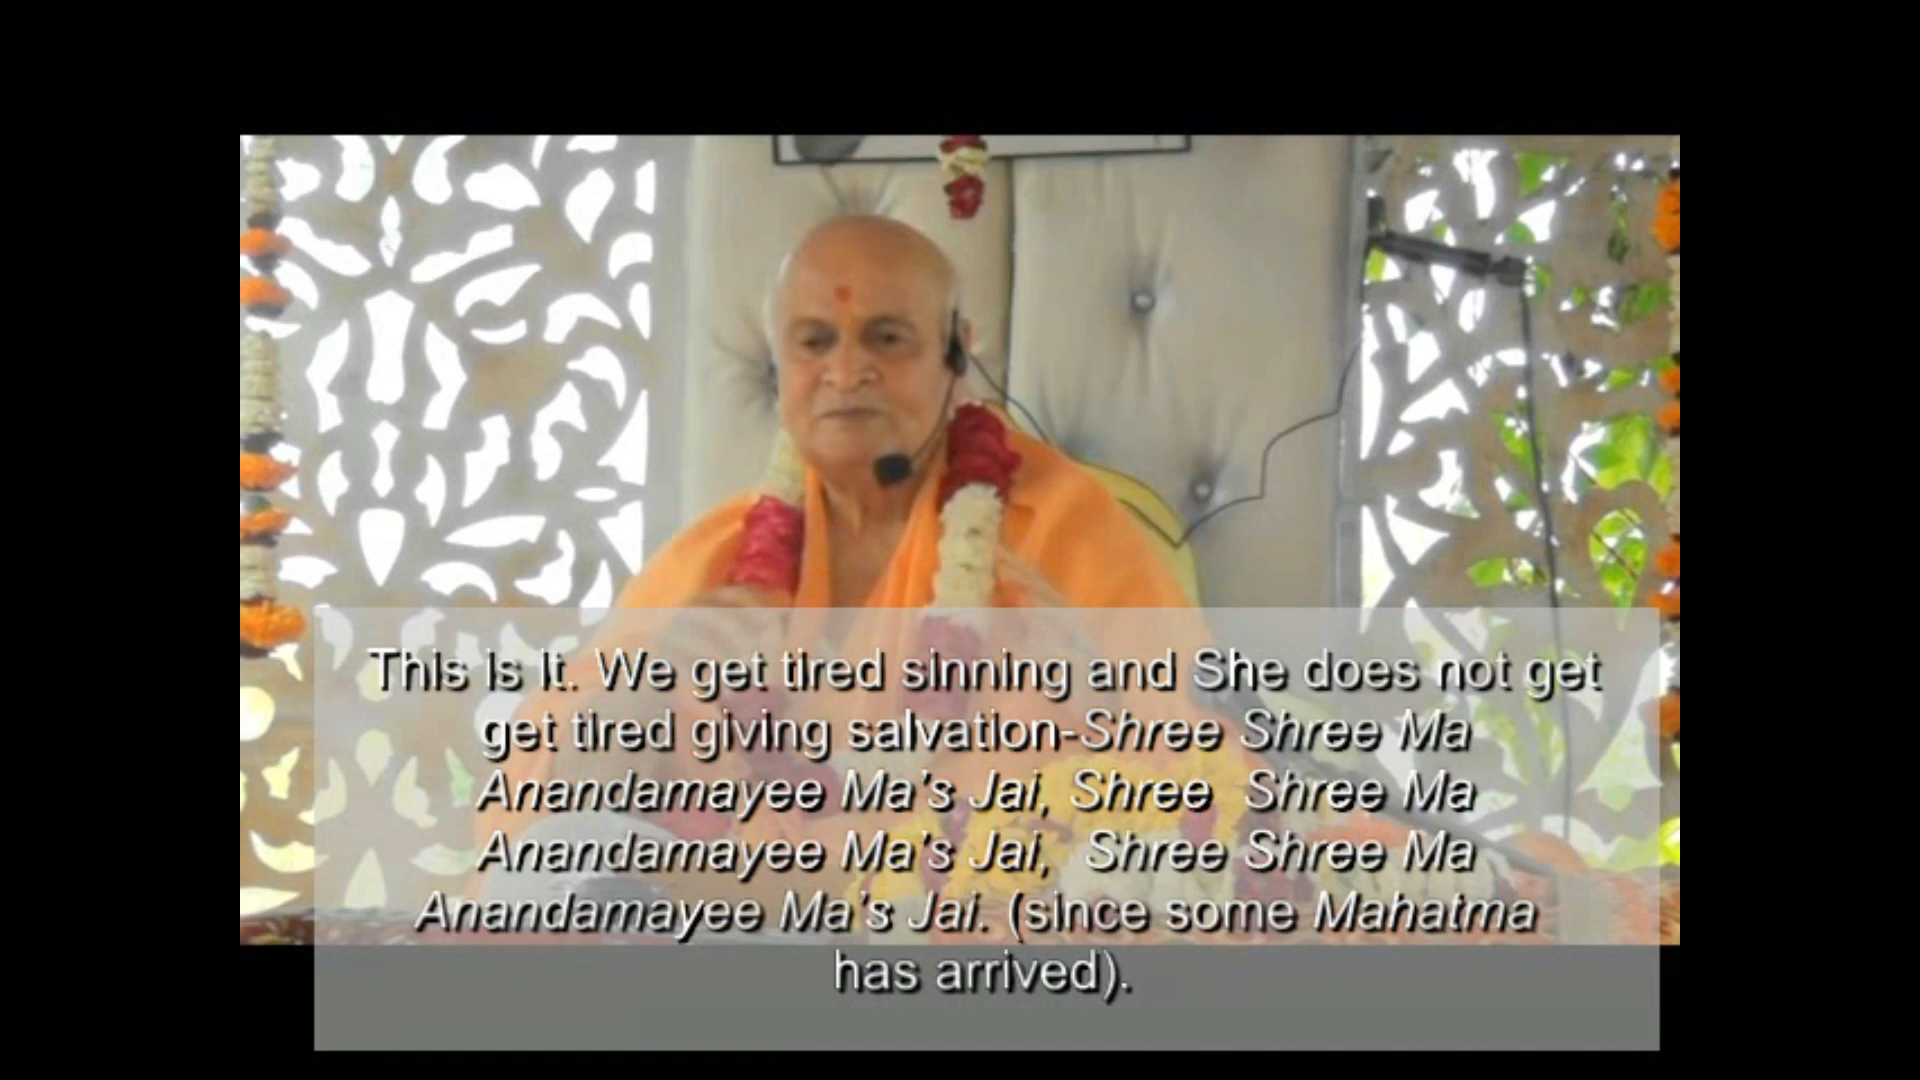 This is It. We get tired sinning and She does not get
get tired giving salvation-Shree Shree Ma
Anandamayee Ma's Jai, Shree  Shree Ma
Anandamayee Ma's Jai,  Shree Shree Ma
Anandamayee Ma's Jai. (since some Mahatma
has arrived).